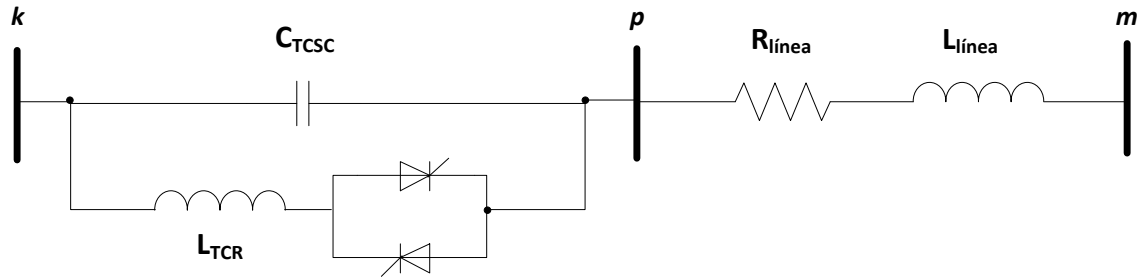 k
p
m
C_TCSC
R_línea
L_línea
L_TCR